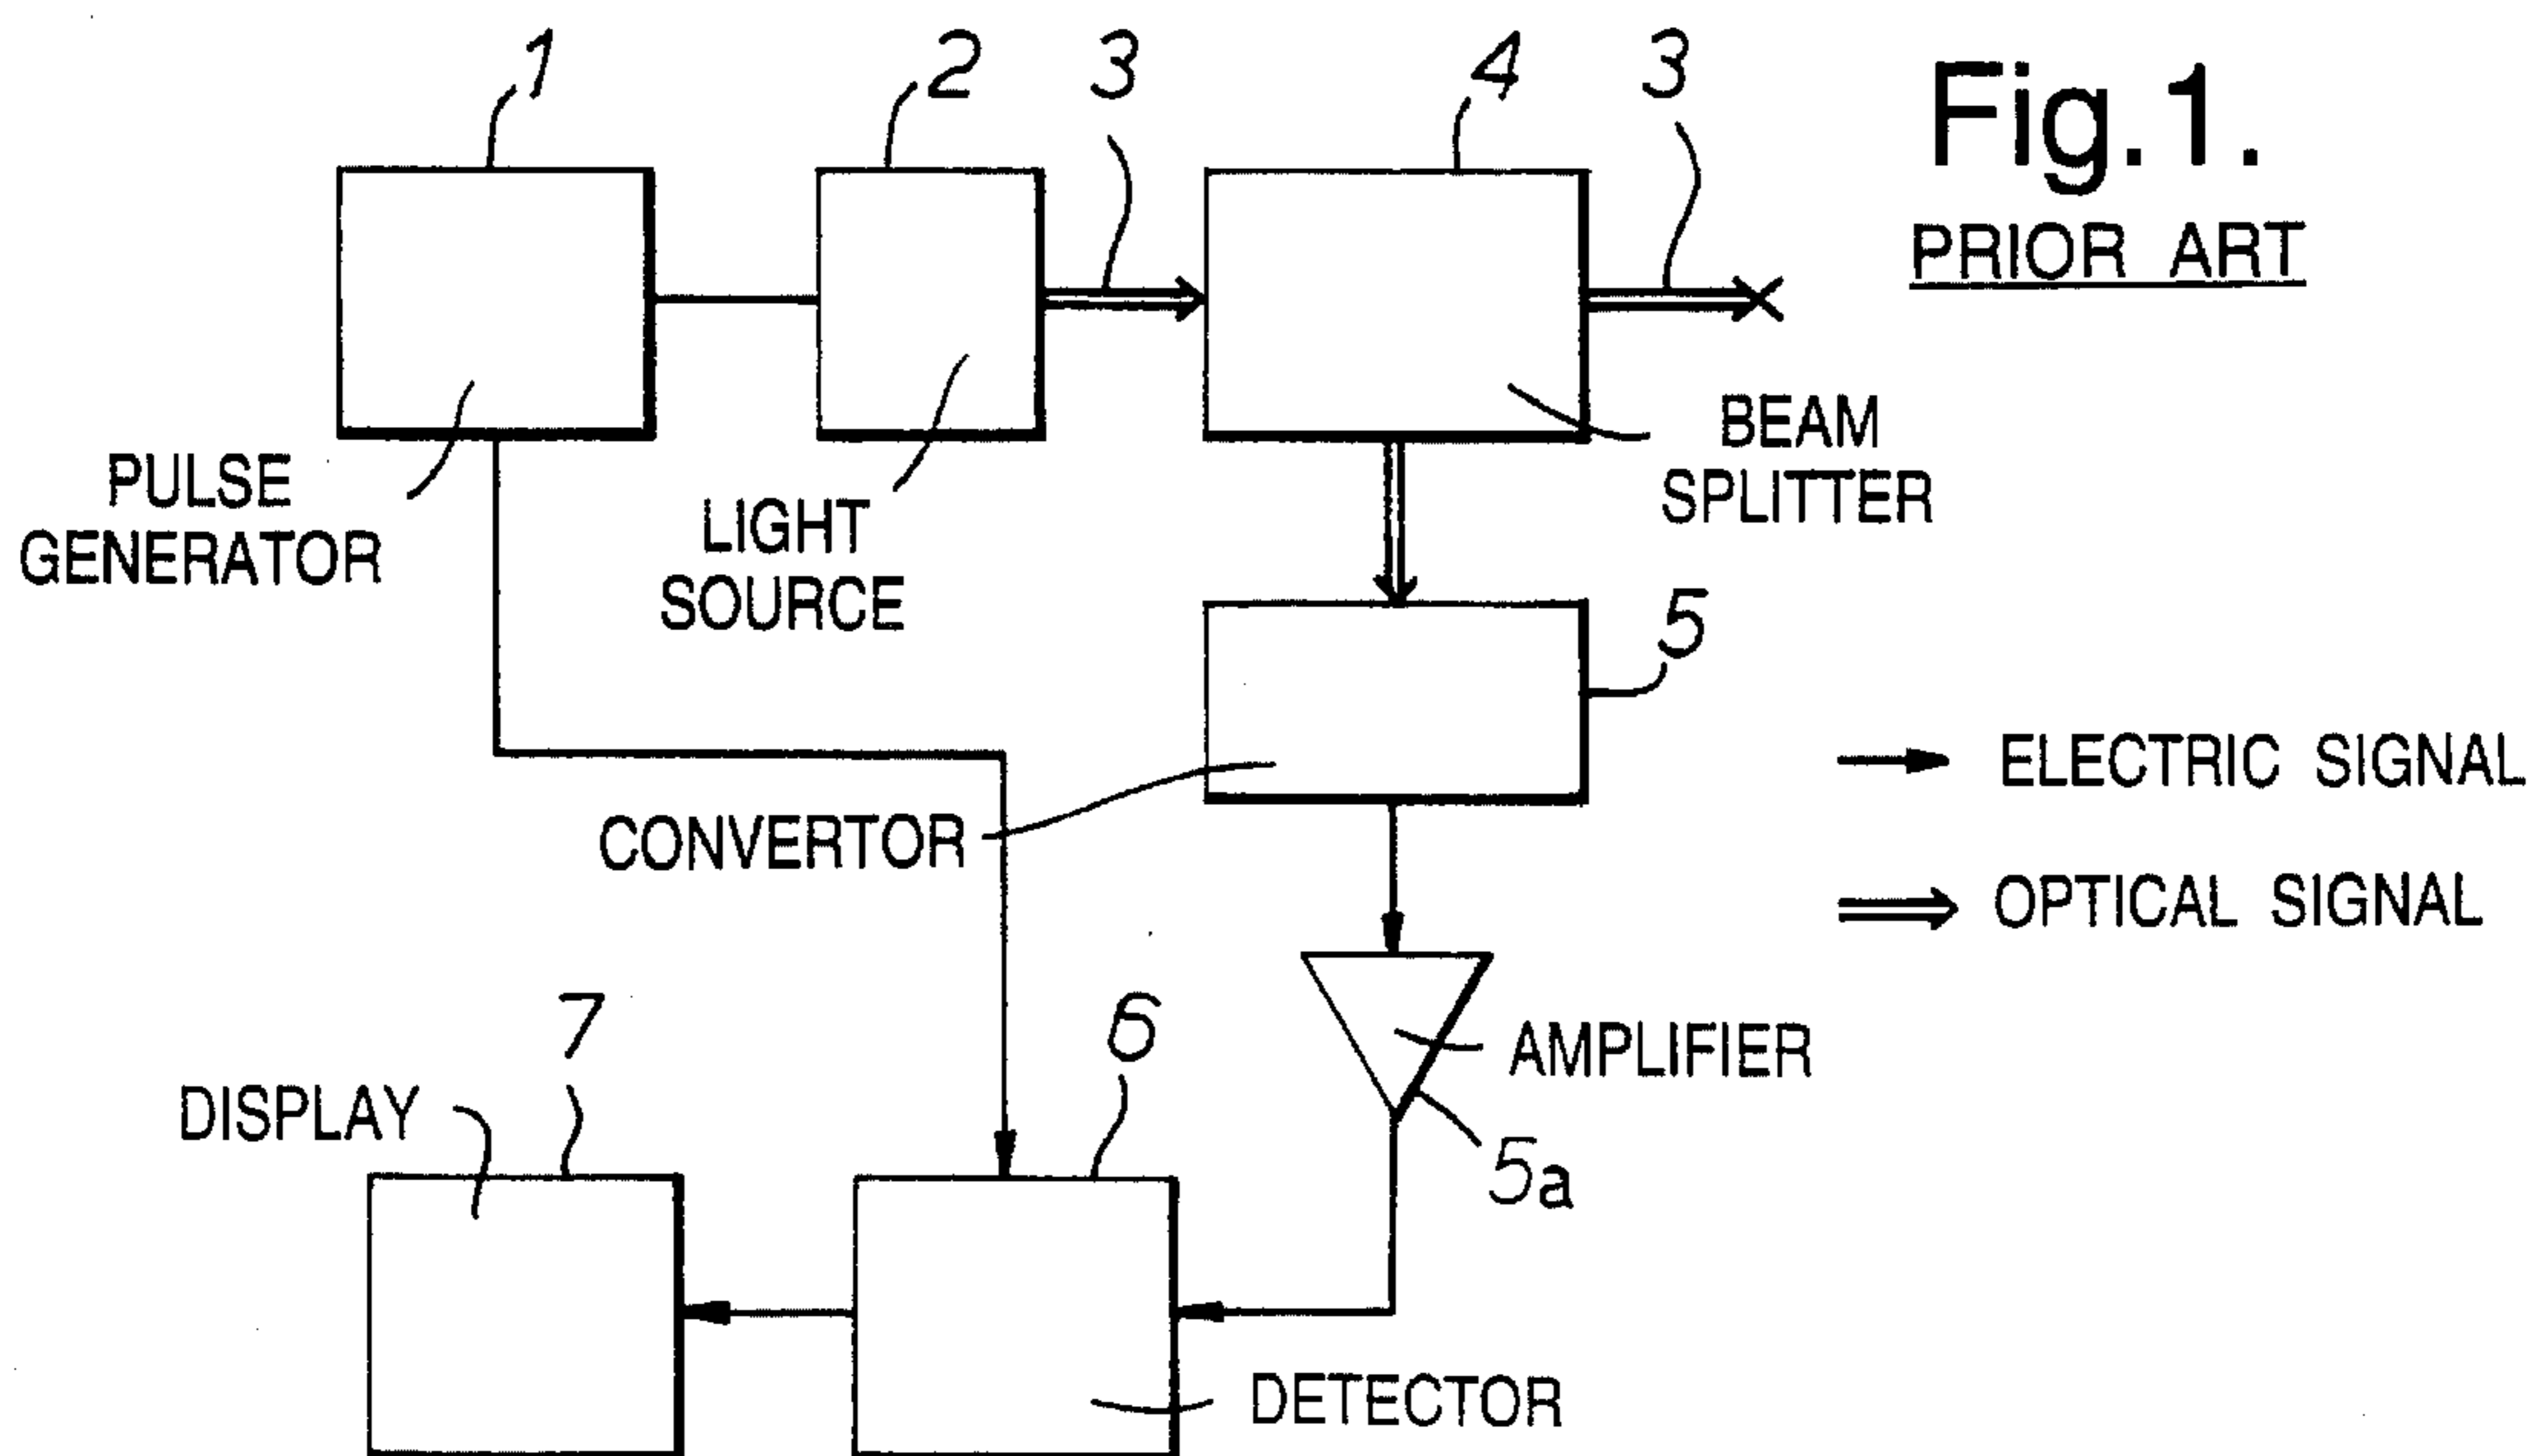 1
2
3
4
3
Fig.1.
PRIOR ART
PULSE
GENERATOR
LIGHT
SOURCE
BEAM
SPLITTER
5
CONVERTOR
ELECTRIC SIGNAL
OPTICAL SIGNAL
AMPLIFIER
5a
7
6
DISPLAY
DETECTOR